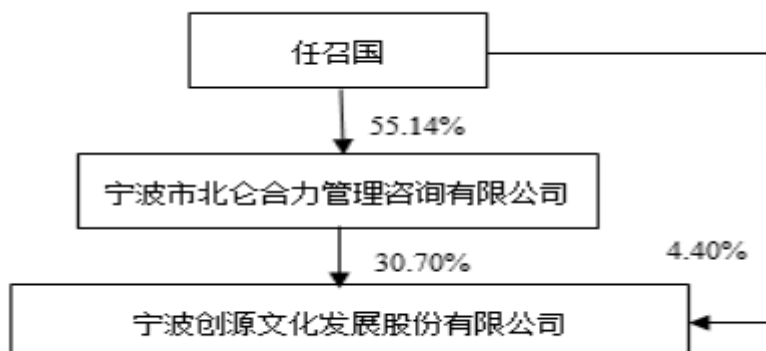 任召国
55.14%
宁波市北仑合力管理咨询有限公司
30.70%
4.40%
宁波创源文化发展股份有限公司